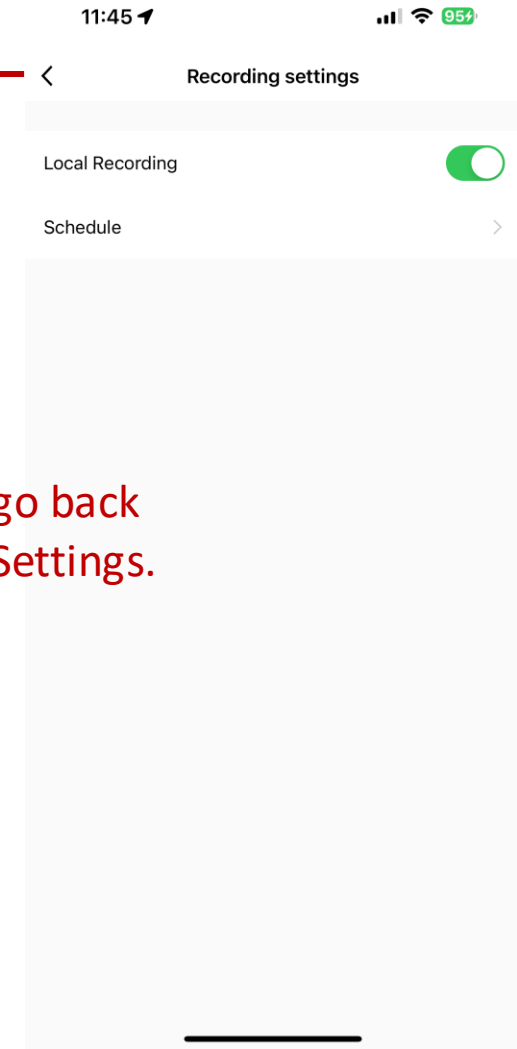 11:45
95
Recording settings
Local Recording
Schedule
go back
Settings.